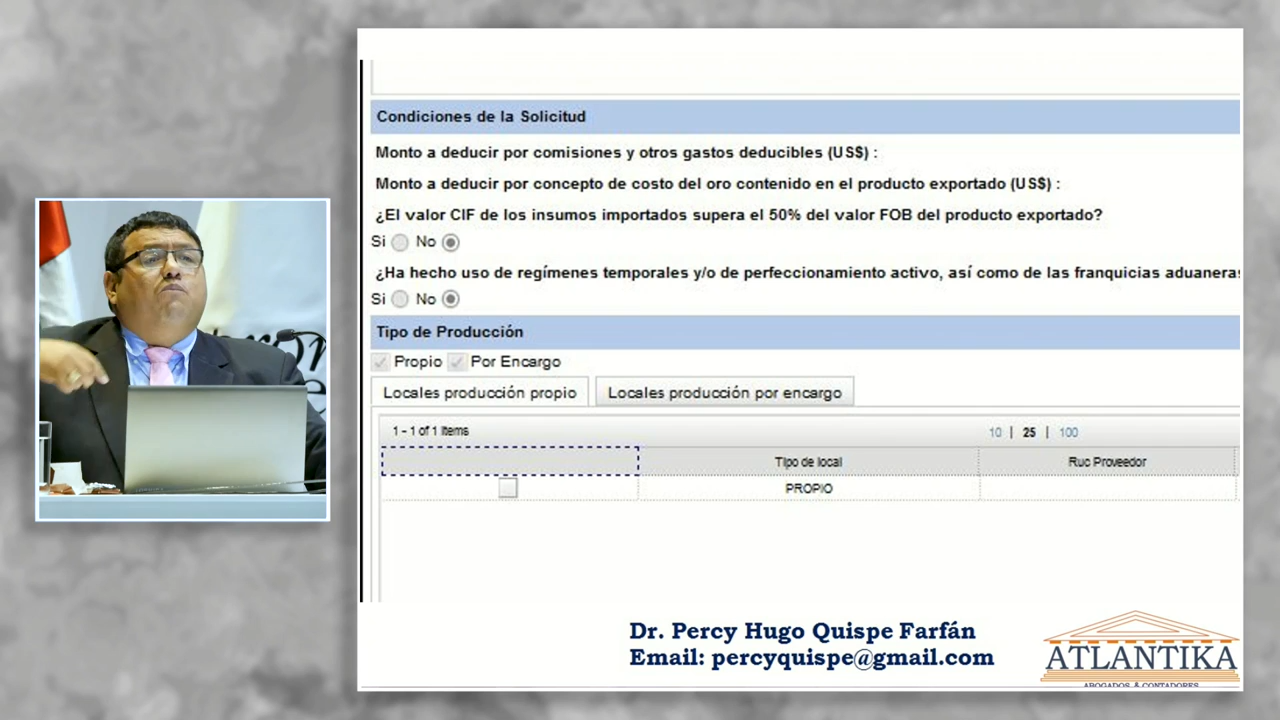 Condiciones de la Solicitud
Monto a deducir por comisiones y otros gastos deducibles (US$) :
Monto a deducir por concepto de costo del oro contenido en el producto exportado (US$) :
¿El valor CIF de los insumos importados supera el 50% del valor FOB del producto exportado?
Si No
¿Ha hecho uso de regímenes temporales y/o de perfeccionamiento activo, así como de las franquicias aduaneras
Si No
Tipo de Producción
Propio Por Encargo
Locales producción propio Locales producción por encargo
1 - 1 of 1 items 10 | 25 | 100
Tipo de local Ruc Proveedor
PROPIO
Dr. Percy Hugo Quispe Farfán
Email: percyquispe@gmail.com
ATLANTIKA
ABOGADOS & CONTADORES